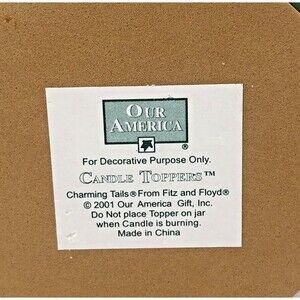 OUR
AMERICA
®
For Decorative Purpose Only.
CANDLE TOPPERS™
Charming Tails® From Fitz and Floyd®
© 2001 Our America Gift, Inc.
Do Not place Topper on jar
when Candle is burning.
Made in China